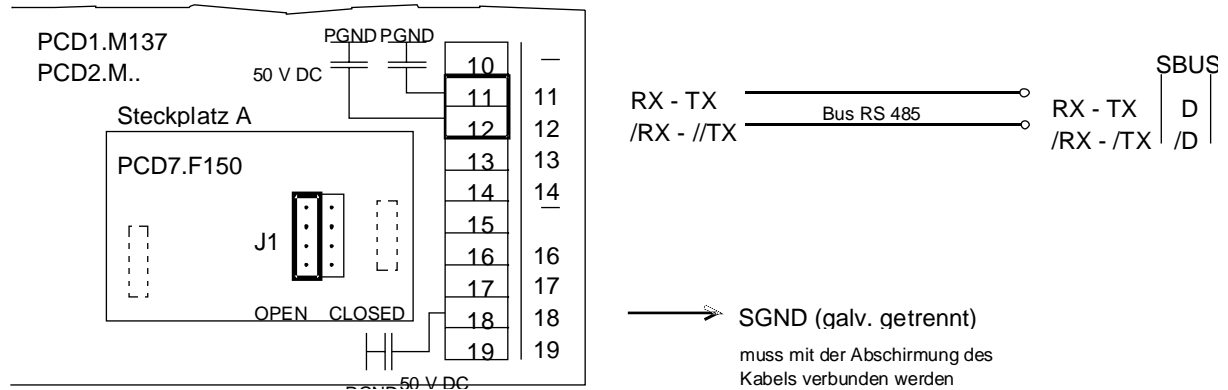 PCD1.M137
PCD2.M..
PGND PGND
50 V DC
Steckplatz A
PCD7.F150
J1
OPEN CLOSED
50 V DC
PGND
10
11
12
13
14
15
16
17
18
19
—
11
12
13
14
—
16
17
18
19
RX - TX
/RX - //TX
Bus RS 485
RX - TX
/RX - /TX
SBUS
D
/D
SGND (galv. getrennt)
muss mit der Abschirmung des
Kabels verbunden werden